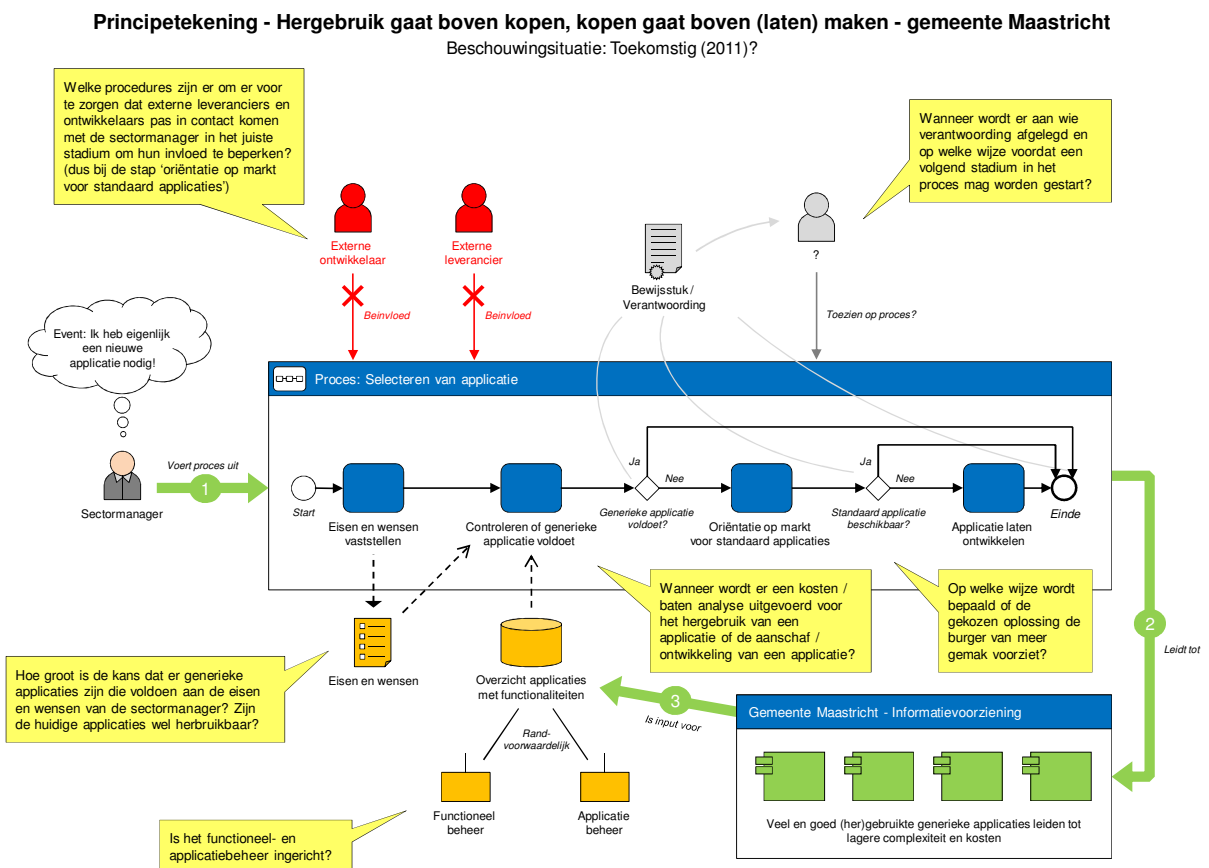 Principetekening - Hergebruik gaat boven kopen, kopen gaat boven (laten) maken - gemeente Maastricht
Beschouwingsituatie: Toekomstig (2011)?
Welke procedures zijn er om er voor
te zorgen dat externe leveranciers en
ontwikkelaars pas in contact komen
met de sectormanager in het juiste
stadium om hun invloed te beperken?
(dus bij de stap ‘oriëntatie op markt
voor standaard applicaties’)
Wanneer wordt er aan wie
verantwoording afgelegd en
op welke wijze voordat een
volgend stadium in het
proces mag worden gestart?
Externe
ontwikkelaar
Externe
leverancier
?
Bewijsstuk /
Verantwoording
Beinvloed
Beinvloed
Toezien op proces?
Event: Ik heb eigenlijk
een nieuwe
applicatie nodig!
Proces: Selecteren van applicatie
Sectormanager
Voert proces uit
1
Start
Eisen en wensen
vaststellen
Controleren of generieke
applicatie voldoet
Ja
Nee
Generieke applicatie
voldoet?
Oriëntatie op markt
voor standaard applicaties
Ja
Nee
Standaard applicatie
beschikbaar?
Applicatie laten
ontwikkelen
Einde
2
Leidt tot
Wanneer wordt er een kosten /
baten analyse uitgevoerd voor
het hergebruik van een
applicatie of de aanschaf /
ontwikkeling van een applicatie?
Op welke wijze wordt
bepaald of de
gekozen oplossing de
burger van meer
gemak voorziet?
Hoe groot is de kans dat er generieke
applicaties zijn die voldoen aan de eisen
en wensen van de sectormanager? Zijn
de huidige applicaties wel herbruikbaar?
Eisen en wensen
Overzicht applicaties
met functionaliteiten
3
Is input voor
Rand-
voorwaardelijk
Functioneel
beheer
Applicatie
beheer
Is het functioneel- en
applicatiebeheer ingericht?
Gemeente Maastricht - Informatievoorziening
Veel en goed (her)gebruikte generieke applicaties leiden tot
lagere complexiteit en kosten